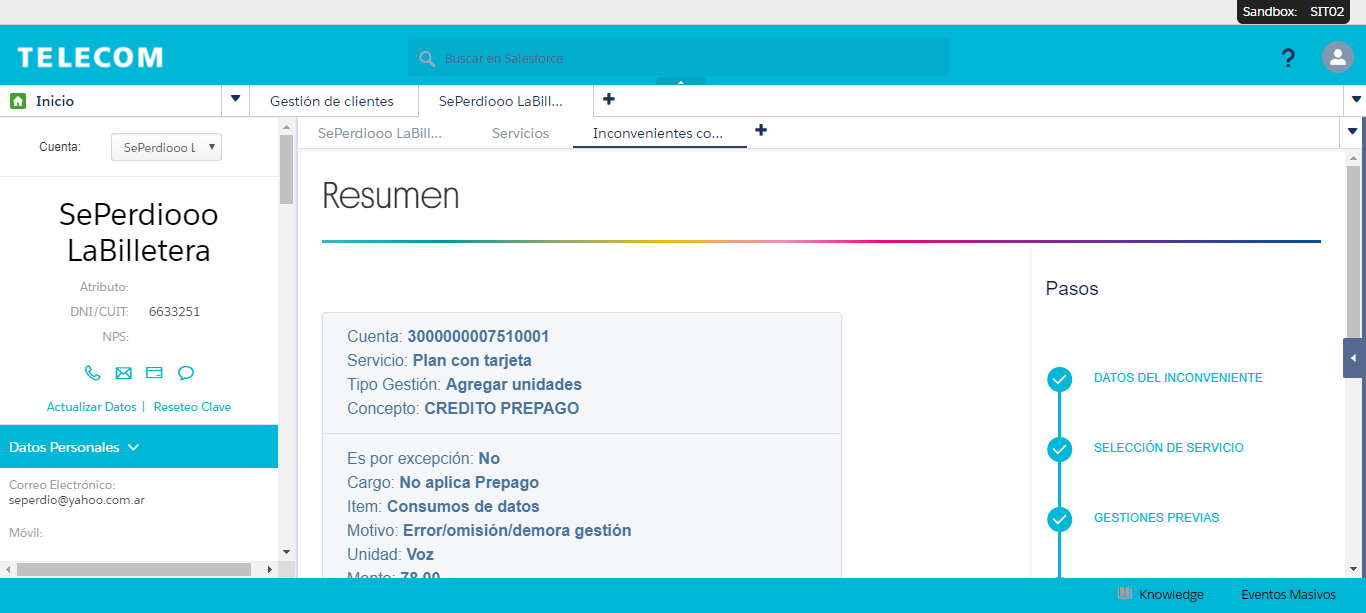 Sandbox: SIT02
TELECOM
Buscar en Salesforce
?
Inicio
Gestión de clientes
SePerdiooo LaBill...
SePerdiooo LaBill...
Servicios
Inconvenientes co...
Cuenta:
SePerdiooo L
SePerdiooo
LaBilletera
Atributo:
DNI/CUIT: 6633251
NPS:
Actualizar Datos | Reseteo Clave
Datos Personales
Correo Electrónico:
seperdio@yahoo.com.ar
Móvil:
Resumen
Cuenta: 3000000007510001
Servicio: Plan con tarjeta
Tipo Gestión: Agregar unidades
Concepto: CREDITO PREPAGO
Es por excepción: No
Cargo: No aplica Prepago
Item: Consumos de datos
Motivo: Error/omisión/demora gestión
Unidad: Voz
Monto: 78.00
Pasos
DATOS DEL INCONVENIENTE
SELECCIÓN DE SERVICIO
GESTIONES PREVIAS
Knowledge
Eventos Masivos